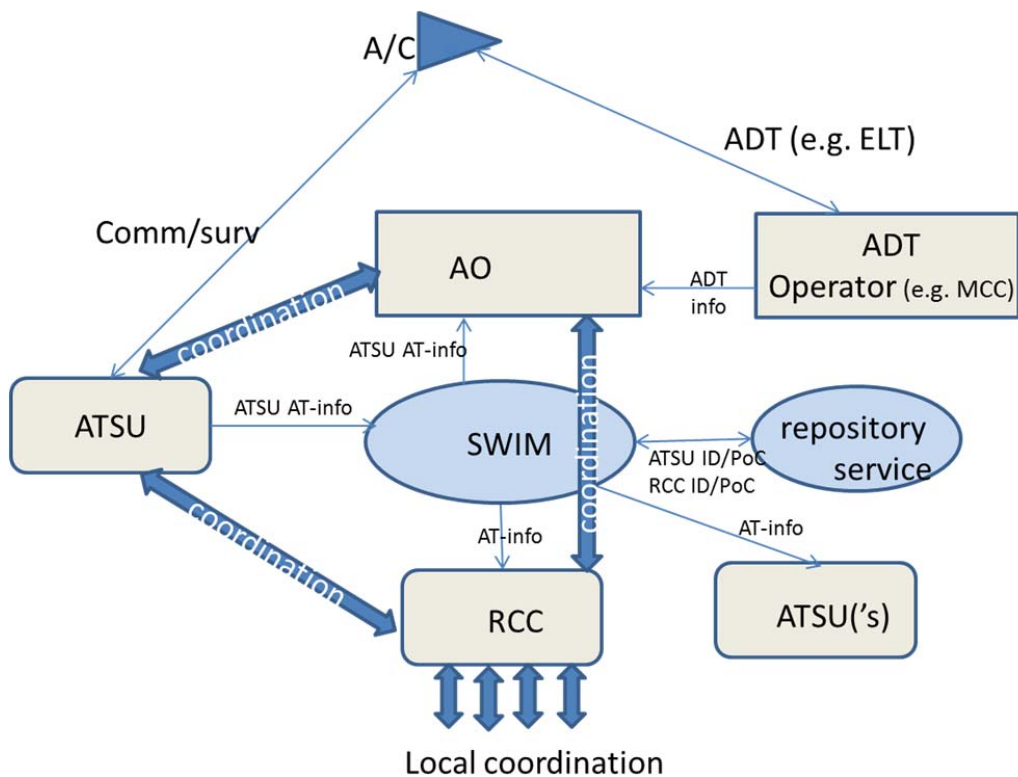 A/C
ADT (e.g. ELT)
Comm/surv
AO
ADT
Operator (e.g. MCC)
ADT
info
coordination
ATSU AT-info
ATSU
ATSU AT-info
SWIM
coordination
repository
service
ATSU ID/PoC
RCC ID/PoC
coordination
AT-info
AT-info
RCC
ATSU('s)
Local coordination